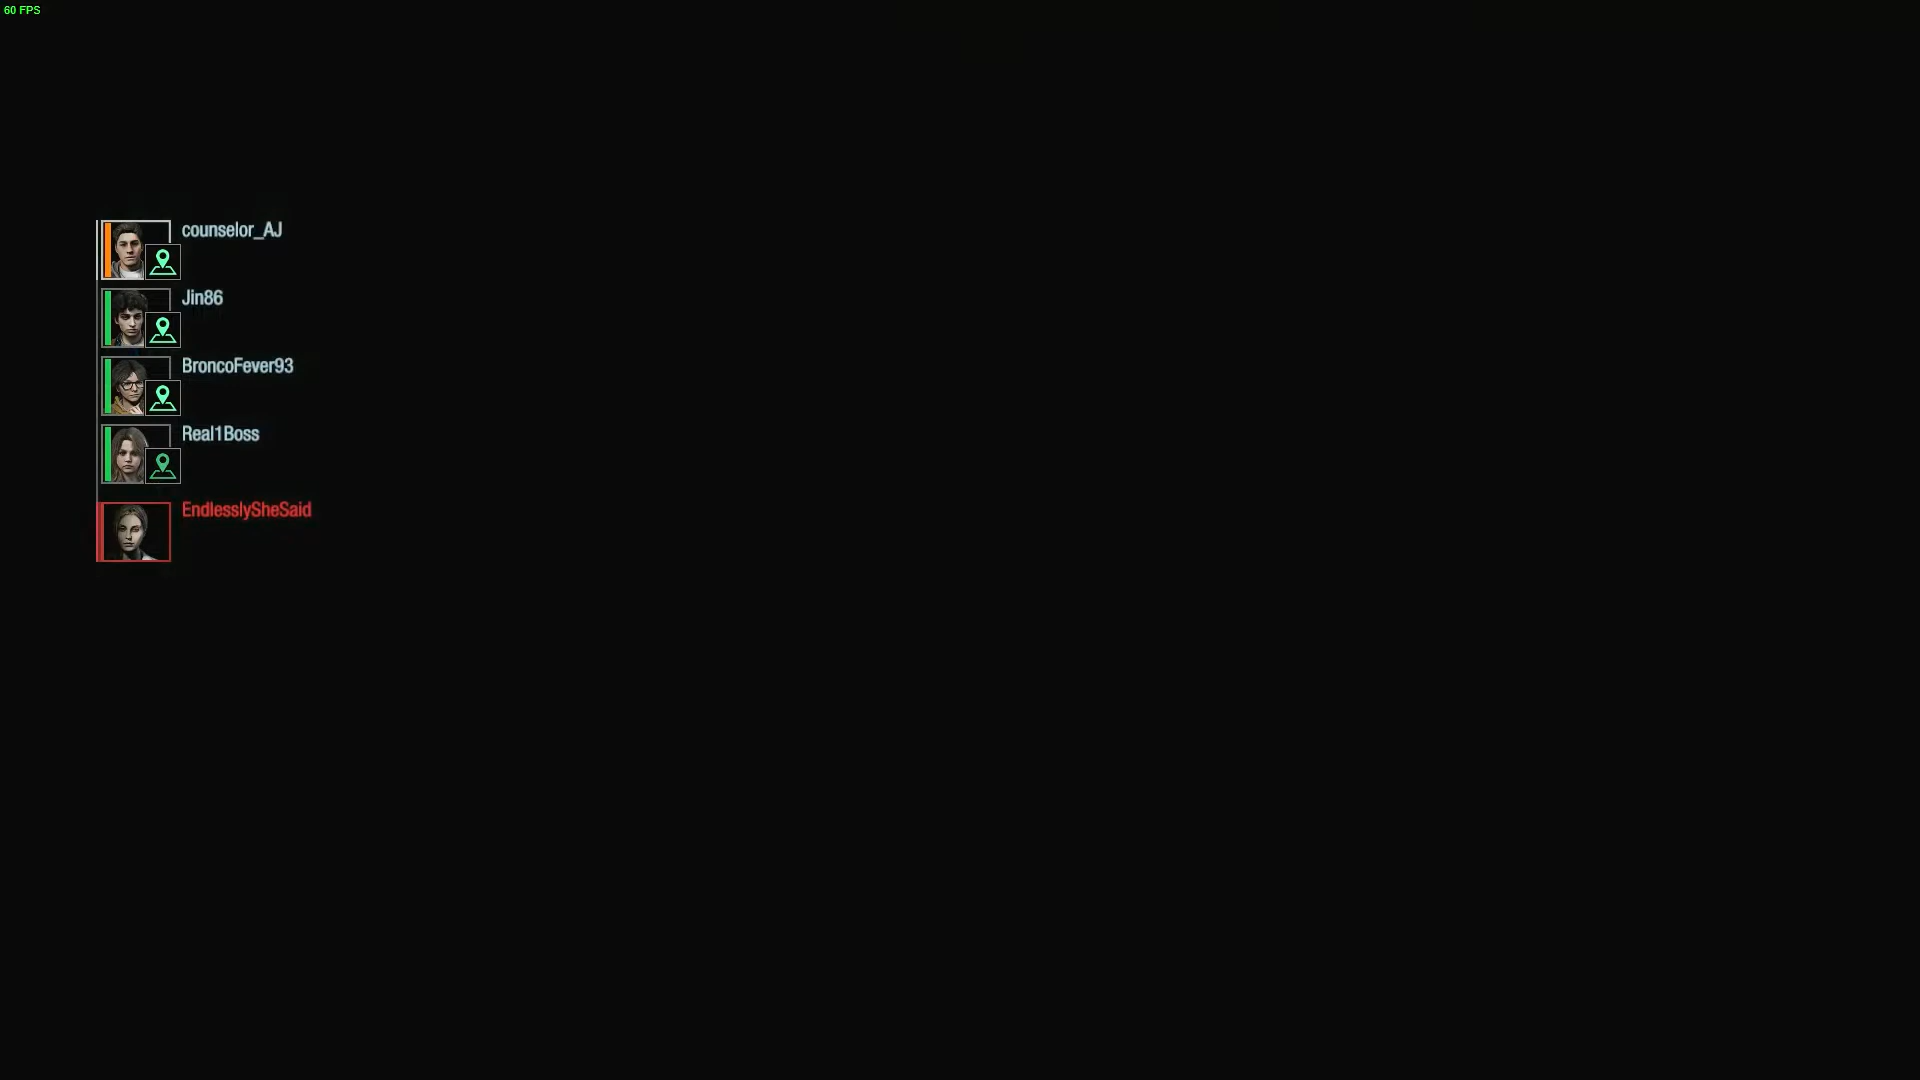 60 FPS
counselor_AJ
Jin86
BroncoFever93
Real1Boss
EndlesslySheSaid